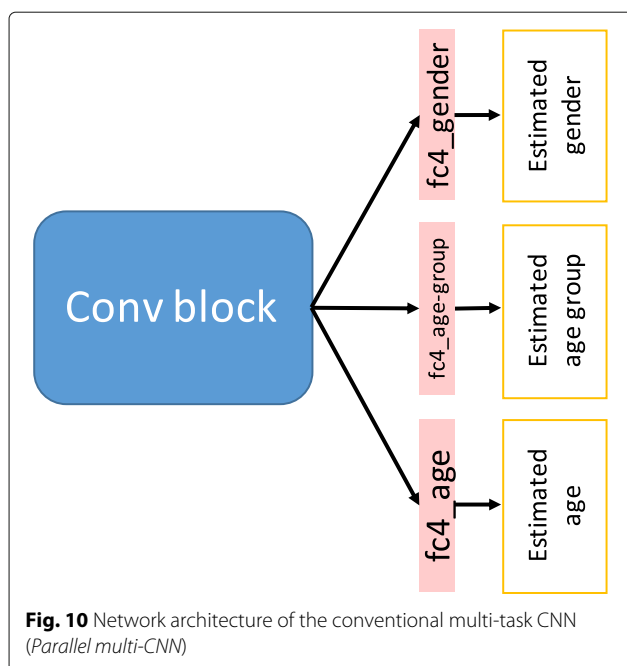 Conv block
fc4_gender
Estimated
gender
fc4_age-group
Estimated
age group
fc4_age
Estimated
age
Fig. 10 Network architecture of the conventional multi-task CNN
(Parallel multi-CNN)